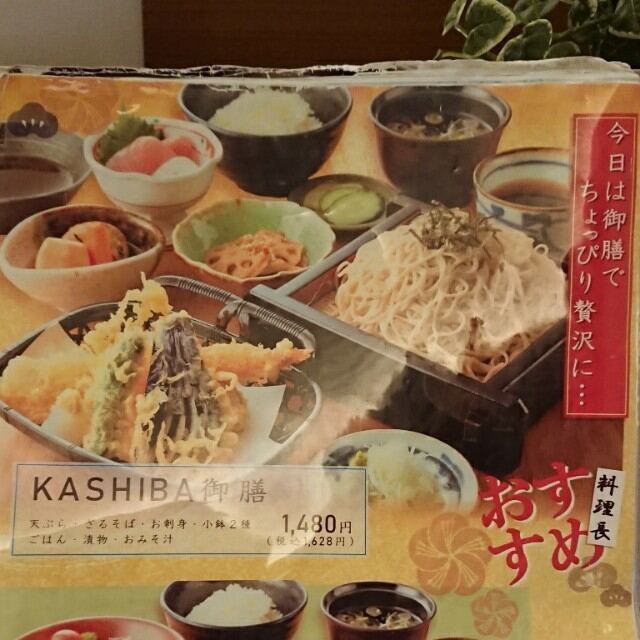 今日は御膳で
ちょっぴり贅沢に…
KASHIBA御膳
天ぷら・ざるそば・お刺身・小鉢2種
ごはん・漬物・おみそ汁
1,480円
(税込1,628円)
料理長
おすすめ